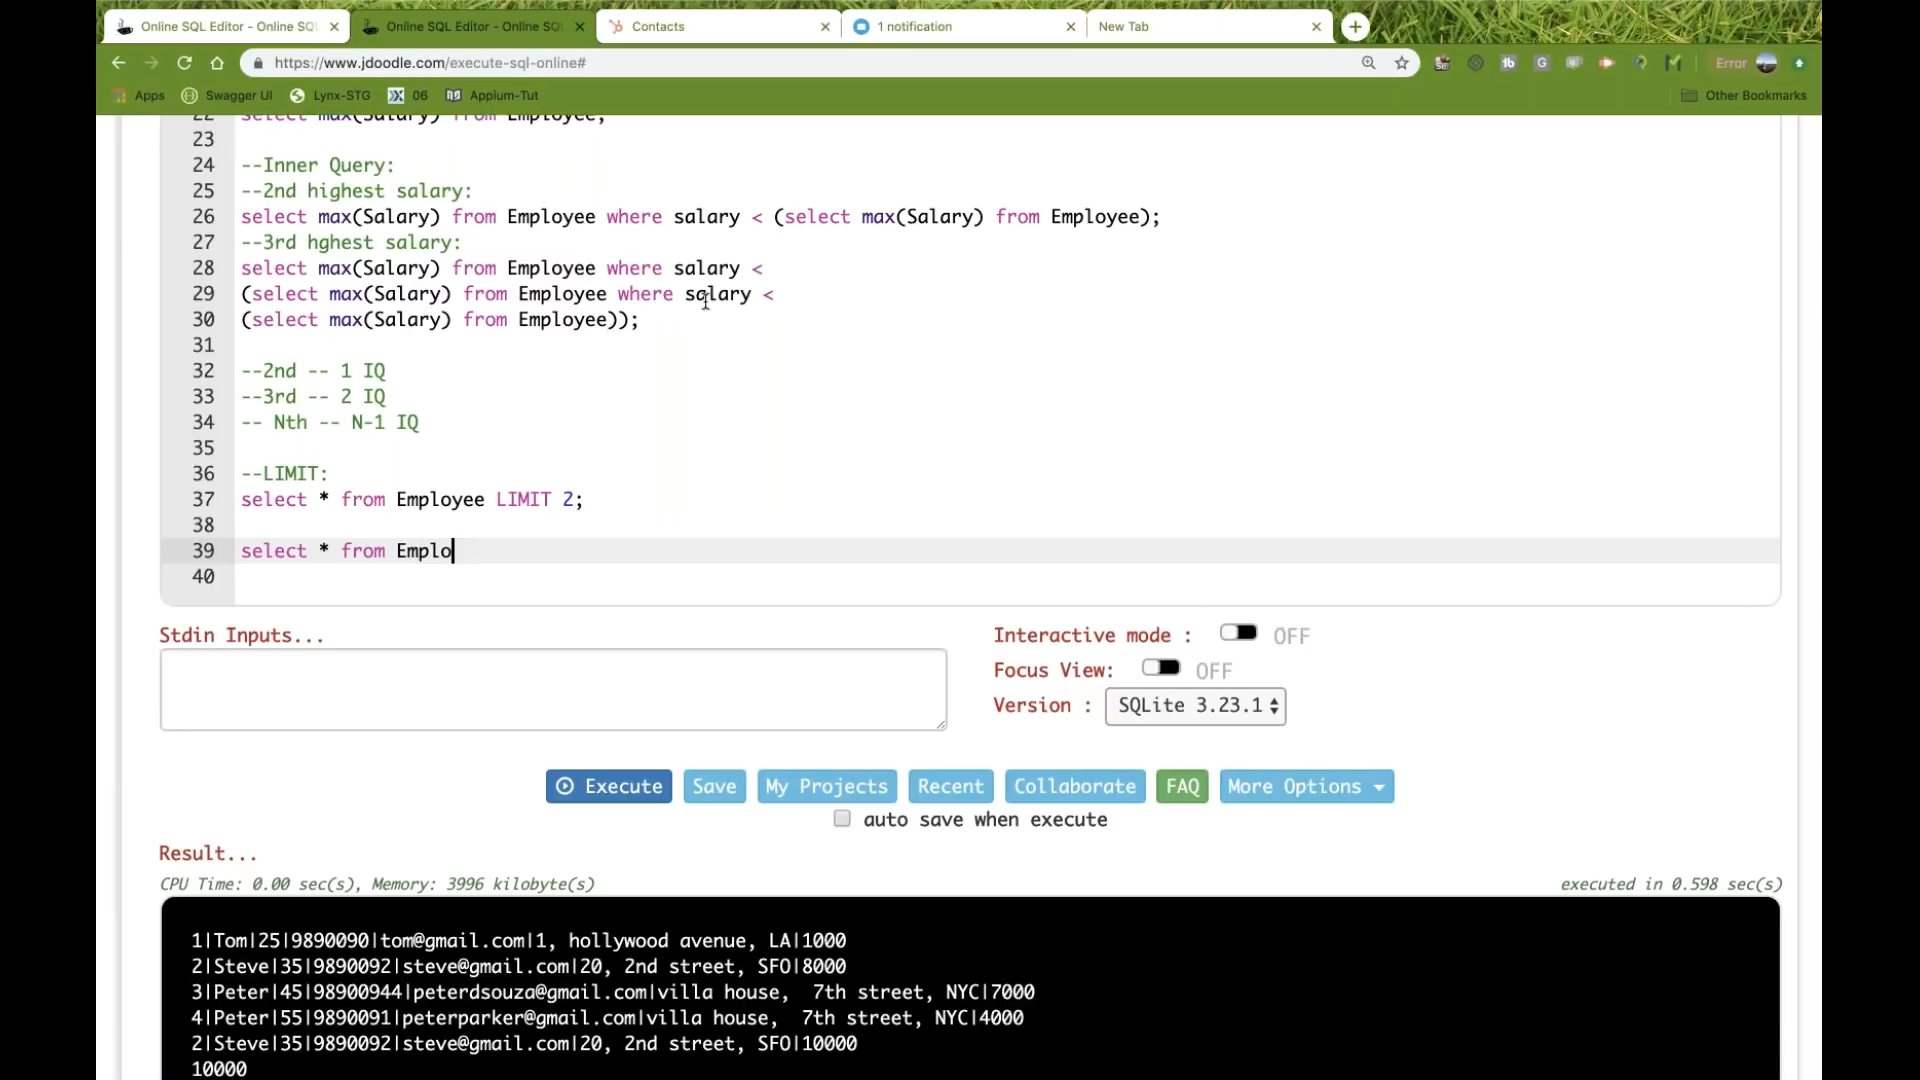 Online SQL Editor - Online SQL
Online SQL Editor - Online SQL
Contacts
1 notification
New Tab
https://www.jdoodle.com/execute-sql-online#
Error
Apps
Swagger UI
Lynx-STG
06
Appium-Tut
Other Bookmarks
22 select max(Salary) from Employee;
23
24 --Inner Query:
25 --2nd highest salary:
26 select max(Salary) from Employee where salary < (select max(Salary) from Employee);
27 --3rd hghest salary:
28 select max(Salary) from Employee where salary <
29 (select max(Salary) from Employee where salary <
30 (select max(Salary) from Employee));
31
32 --2nd -- 1 IQ
33 --3rd -- 2 IQ
34 -- Nth -- N-1 IQ
35
36 --LIMIT:
37 select * from Employee LIMIT 2;
38
39 select * from Emplo
40
Stdin Inputs...
Interactive mode : OFF
Focus View: OFF
Version : SQLite 3.23.1
Execute
Save
My Projects
Recent
Collaborate
FAQ
More Options
auto save when execute
Result...
CPU Time: 0.00 sec(s), Memory: 3996 kilobyte(s)
executed in 0.598 sec(s)
1|Tom|25|9890090|tom@gmail.com|1, hollywood avenue, LA|1000
2|Steve|35|9890092|steve@gmail.com|20, 2nd street, SFO|8000
3|Peter|45|98900944|peterdsouza@gmail.com|villa house,  7th street, NYC|7000
4|Peter|55|9890091|peterparker@gmail.com|villa house,  7th street, NYC|4000
2|Steve|35|9890092|steve@gmail.com|20, 2nd street, SFO|10000
10000